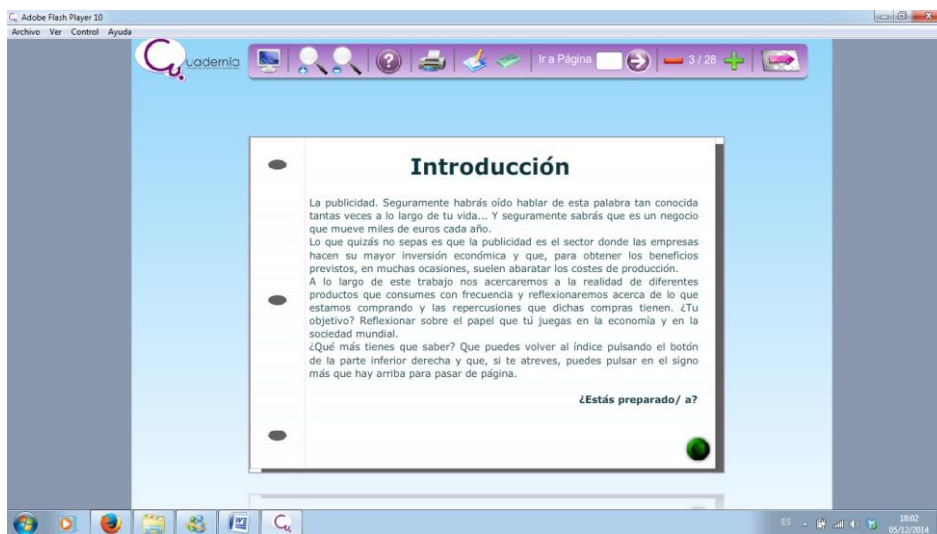 Adobe Flash Player 10
Archivo Ver Control Ayuda
Cuadernia
Ir a Página
3 / 28
Introducción
La publicidad. Seguramente habrás oído hablar de esta palabra tan conocida
tantas veces a lo largo de tu vida... Y seguramente sabrás que es un negocio
que mueve miles de euros cada año.
Lo que quizás no sepas es que la publicidad es el sector donde las empresas
hacen su mayor inversión económica y que, para obtener los beneficios
previstos, en muchas ocasiones, suelen abaratar los costes de producción.
A lo largo de este trabajo nos acercaremos a la realidad de diferentes
productos que consumes con frecuencia y reflexionaremos acerca de lo que
estamos comprando y las repercusiones que dichas compras tienen. ¿Tu
objetivo? Reflexionar sobre el papel que tú juegas en la economía y en la
sociedad mundial.
¿Qué más tienes que saber? Que puedes volver al índice pulsando el botón
de la parte inferior derecha y que, si te atreves, puedes pulsar en el signo
más que hay arriba para pasar de página.
¿Estás preparado/ a?
ES
18:02
05/12/2014